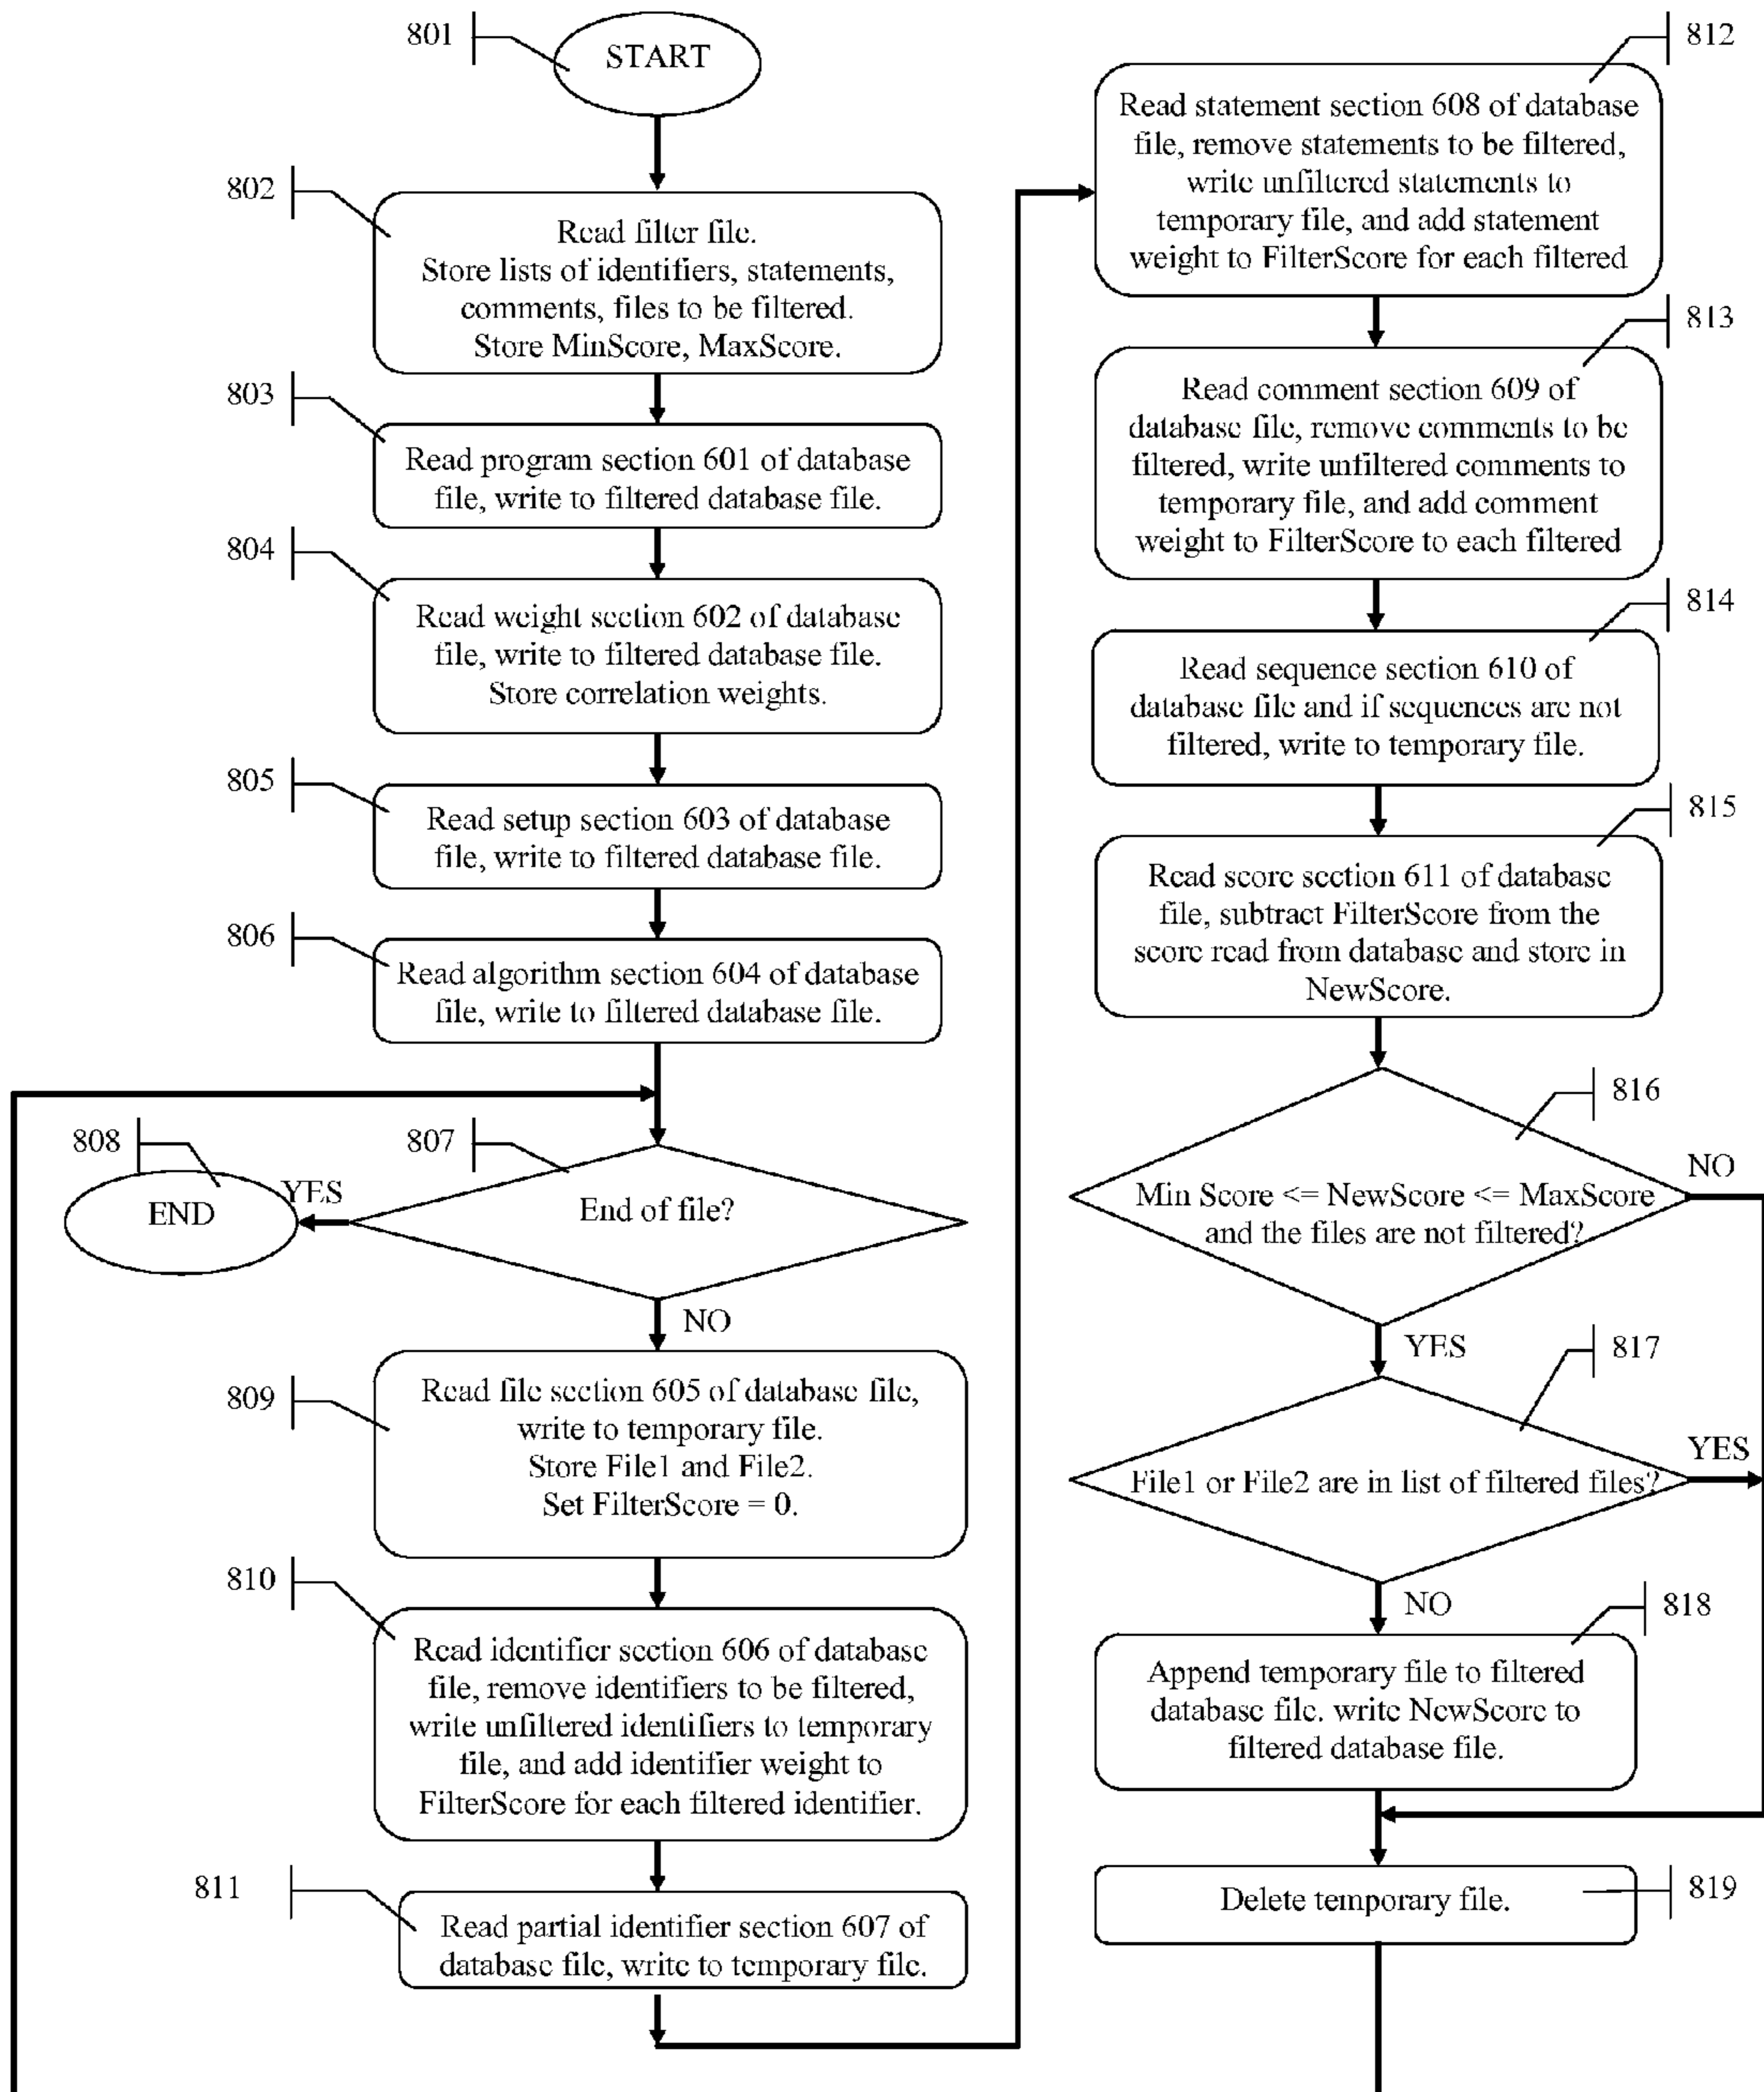 801
START
802
Read filter file.
Store lists of identifiers, statements,
comments, files to be filtered.
Store MinScore, MaxScore.
803
Read program section 601 of database
file, write to filtered database file.
804
Read weight section 602 of database
file, write to filtered database file.
Store correlation weights.
805
Read setup section 603 of database
file, write to filtered database file.
806
Read algorithm section 604 of database
file, write to filtered database file.
808
807
END
YES
End of file?
NO
809
Read file section 605 of database file,
write to temporary file.
Store File1 and File2.
Set FilterScore = 0.
810
Read identifier section 606 of database
file, remove identifiers to be filtered,
write unfiltered identifiers to temporary
file, and add identifier weight to
FilterScore for each filtered identifier.
811
Read partial identifier section 607 of
database file, write to temporary file.
812
Read statement section 608 of database
file, remove statements to be filtered,
write unfiltered statements to
temporary file, and add statement
weight to FilterScore for each filtered
813
Read comment section 609 of
database file, remove comments to be
filtered, write unfiltered comments to
temporary file, and add comment
weight to FilterScore to each filtered
814
Read sequence section 610 of
database file and if sequences are not
filtered, write to temporary file.
815
Read score section 611 of database
file, subtract FilterScore from the
score read from database and store in
NewScore.
816
NO
Min Score <= NewScore <= MaxScore
and the files are not filtered?
YES
817
YES
File1 or File2 are in list of filtered files?
NO
818
Append temporary file to filtered
database file. write NewScore to
filtered database file.
819
Delete temporary file.